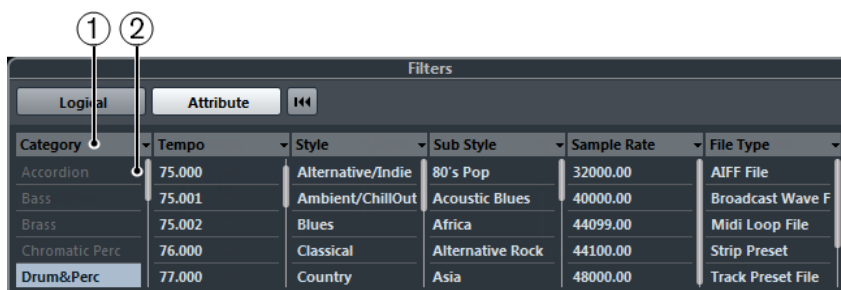 1 2
Filters
Logical Attribute
Category Tempo Style Sub Style Sample Rate File Type
Accordion 75.000 Alternative/Indie 80's Pop 32000.00 AIFF File
Bass 75.001 Ambient/ChillOut Acoustic Blues 40000.00 Broadcast Wave F
Brass 75.002 Blues Africa 44099.00 Midi Loop File
Chromatic Perc 76.000 Classical Alternative Rock 44100.00 Strip Preset
Drum&Perc 77.000 Country Asia 48000.00 Track Preset File